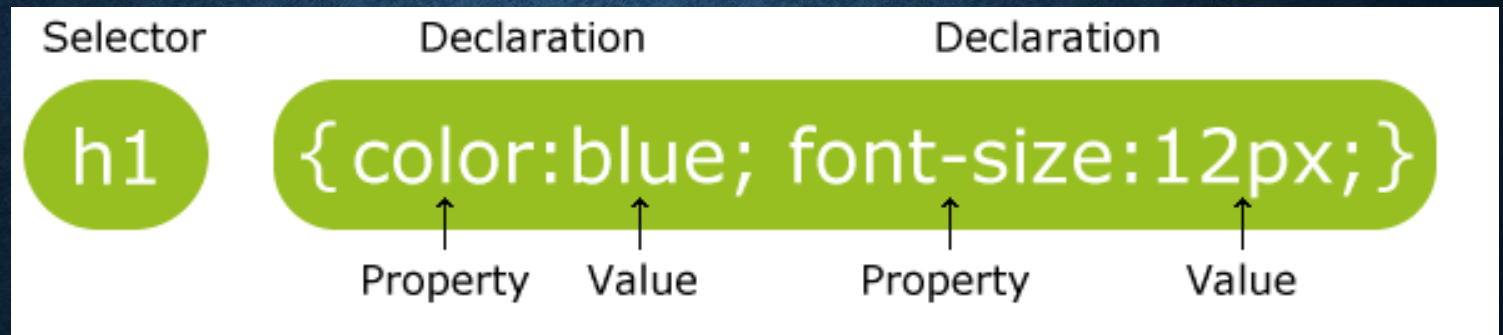 Selector Declaration Declaration
h1 {color:blue; font-size:12px;}
Property Value Property Value